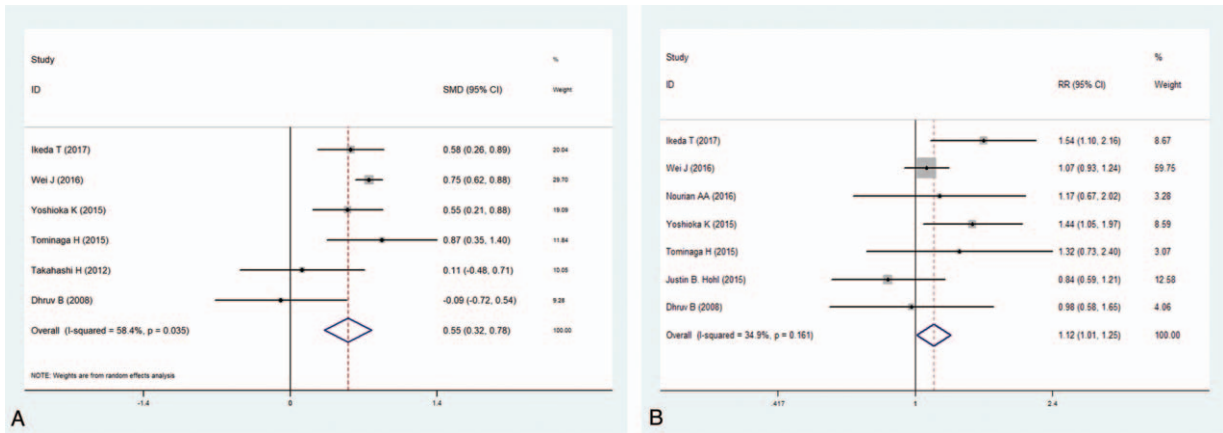 Study %
ID SMD (95% CI) Weight
Ikeda T (2017) 0.58 (0.26, 0.89) 20.04
Wei J (2016) 0.75 (0.62, 0.88) 29.70
Yoshioka K (2015) 0.55 (0.21, 0.88) 19.09
Tominaga H (2015) 0.87 (0.35, 1.40) 11.84
Takahashi H (2012) 0.11 (-0.48, 0.71) 10.05
Dhruv B (2008) -0.09 (-0.72, 0.54) 9.28
Overall (I-squared = 58.4%, p = 0.035) 0.55 (0.32, 0.78) 100.00
NOTE: Weights are from random effects analysis
-1.4 0 1.4
A
Study %
ID RR (95% CI) Weight
Ikeda T (2017) 1.54 (1.10, 2.16) 8.67
Wei J (2016) 1.07 (0.93, 1.24) 59.75
Nourian AA (2016) 1.17 (0.67, 2.02) 3.28
Yoshioka K (2015) 1.44 (1.05, 1.97) 8.59
Tominaga H (2015) 1.32 (0.73, 2.40) 3.07
Justin B. Hohl (2015) 0.84 (0.59, 1.21) 12.58
Dhruv B (2008) 0.98 (0.58, 1.65) 4.06
Overall (I-squared = 34.9%, p = 0.161) 1.12 (1.01, 1.25) 100.00
.417 1 2.4
B